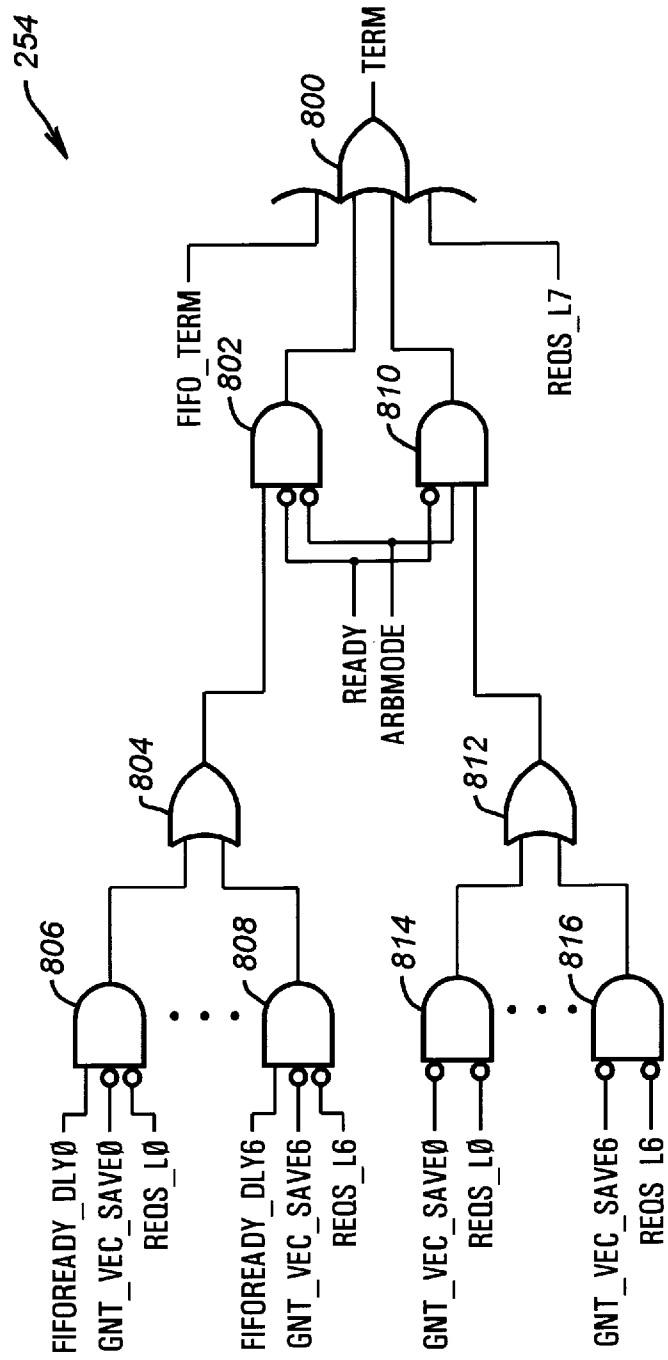 254
FIFOREADY_DLY0
GNT_VEC_SAVE0
REQS_L0
806
FIFOREADY_DLY6
GNT_VEC_SAVE6
REQS_L6
808
804
READY
ARBMODE
FIFO_TERM
802
810
800
TERM
REQS_L7
GNT_VEC_SAVE0
REQS_L0
814
GNT_VEC_SAVE6
REQS_L6
816
812